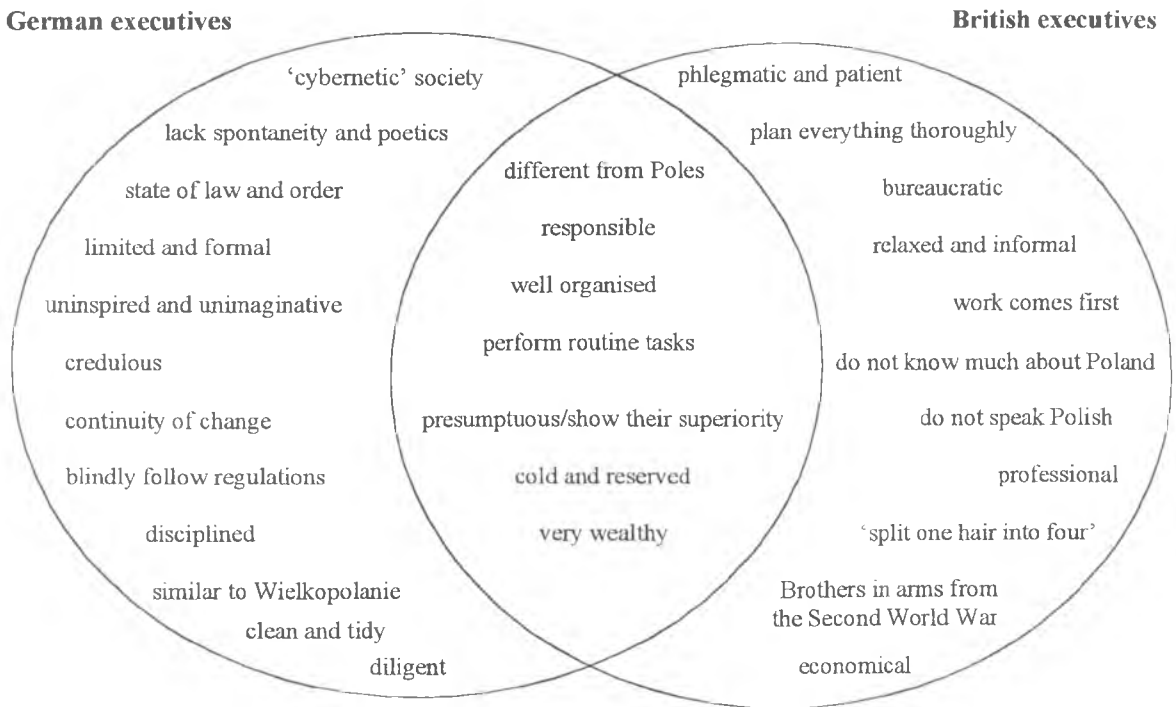 German executives
British executives
‘cybernetic’ society
lack spontaneity and poetics
state of law and order
limited and formal
uninspired and unimaginative
credulous
continuity of change
blindly follow regulations
disciplined
similar to Wielkopolanie
clean and tidy
diligent
different from Poles
responsible
well organised
perform routine tasks
presumptuous/show their superiority
cold and reserved
very wealthy
phlegmatic and patient
plan everything thoroughly
bureaucratic
relaxed and informal
work comes first
do not know much about Poland
do not speak Polish
professional
‘split one hair into four’
Brothers in arms from
the Second World War
economical